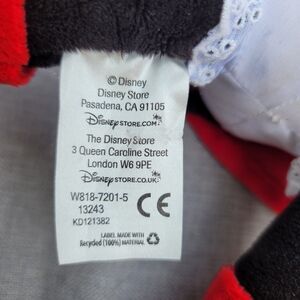 © Disney
Disney Store
Pasadena, CA 91105
DisneySTORE.COM
The Disney Store
3 Queen Caroline Street
London W6 9PE
DisneySTORE.CO.UK
W818-7201-5
13243
KD121382
CE
LABEL MADE WITH
Recycled (100%) MATERIAL